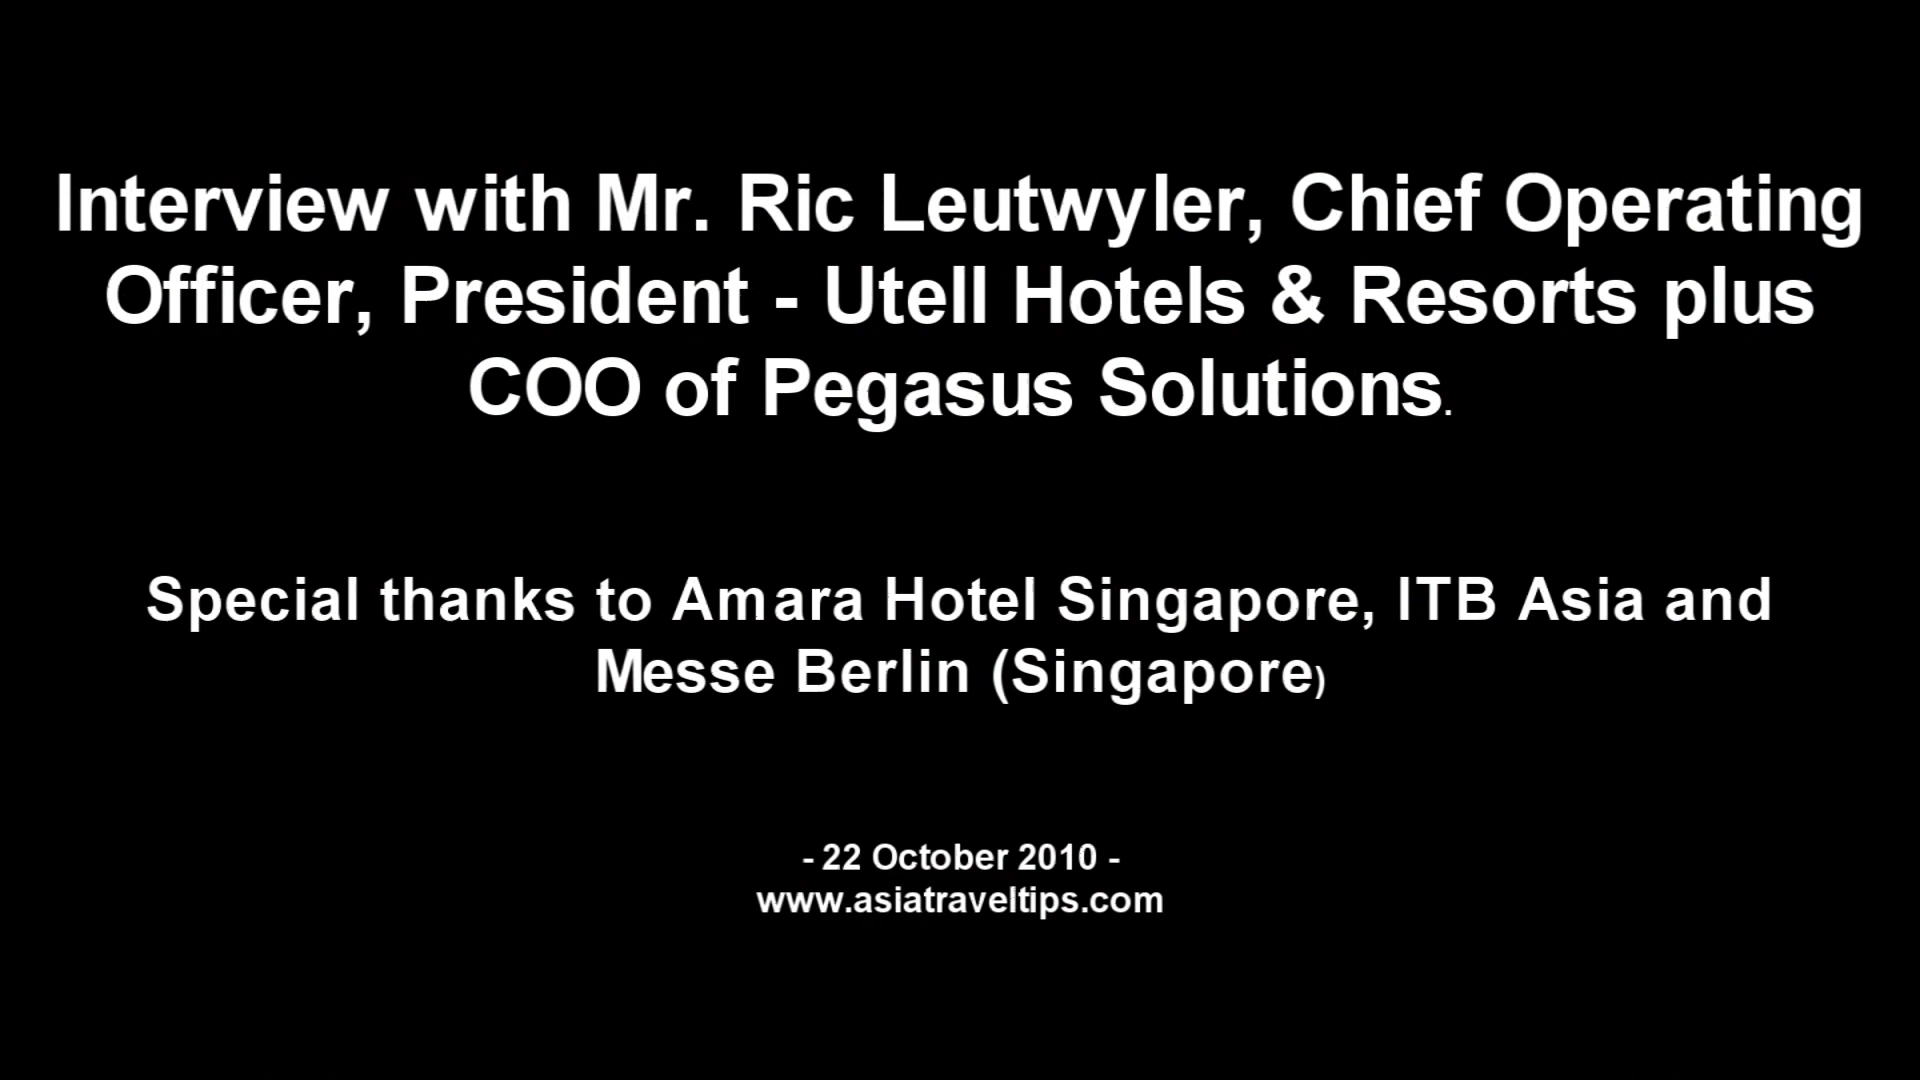 Interview with Mr. Ric Leutwyler, Chief Operating
Officer, President - Utell Hotels & Resorts plus
COO of Pegasus Solutions.
Special thanks to Amara Hotel Singapore, ITB Asia and
Messe Berlin (Singapore)
- 22 October 2010 -
www.asiatraveltips.com